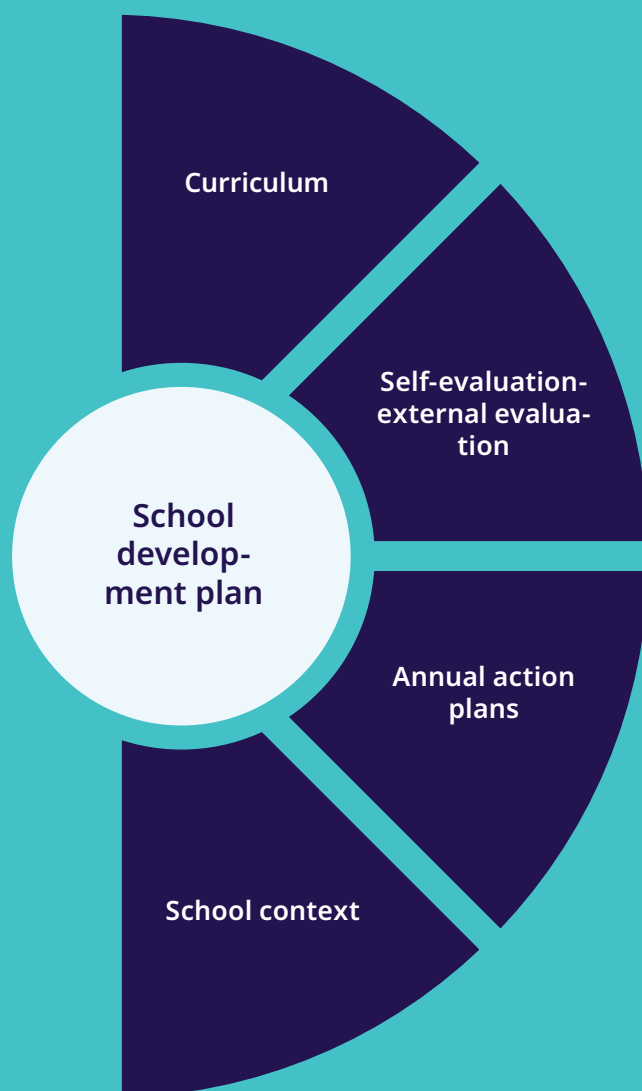 Curriculum
Self-evaluation-
external evalua-
tion
School
develop-
ment plan
Annual action
plans
School context